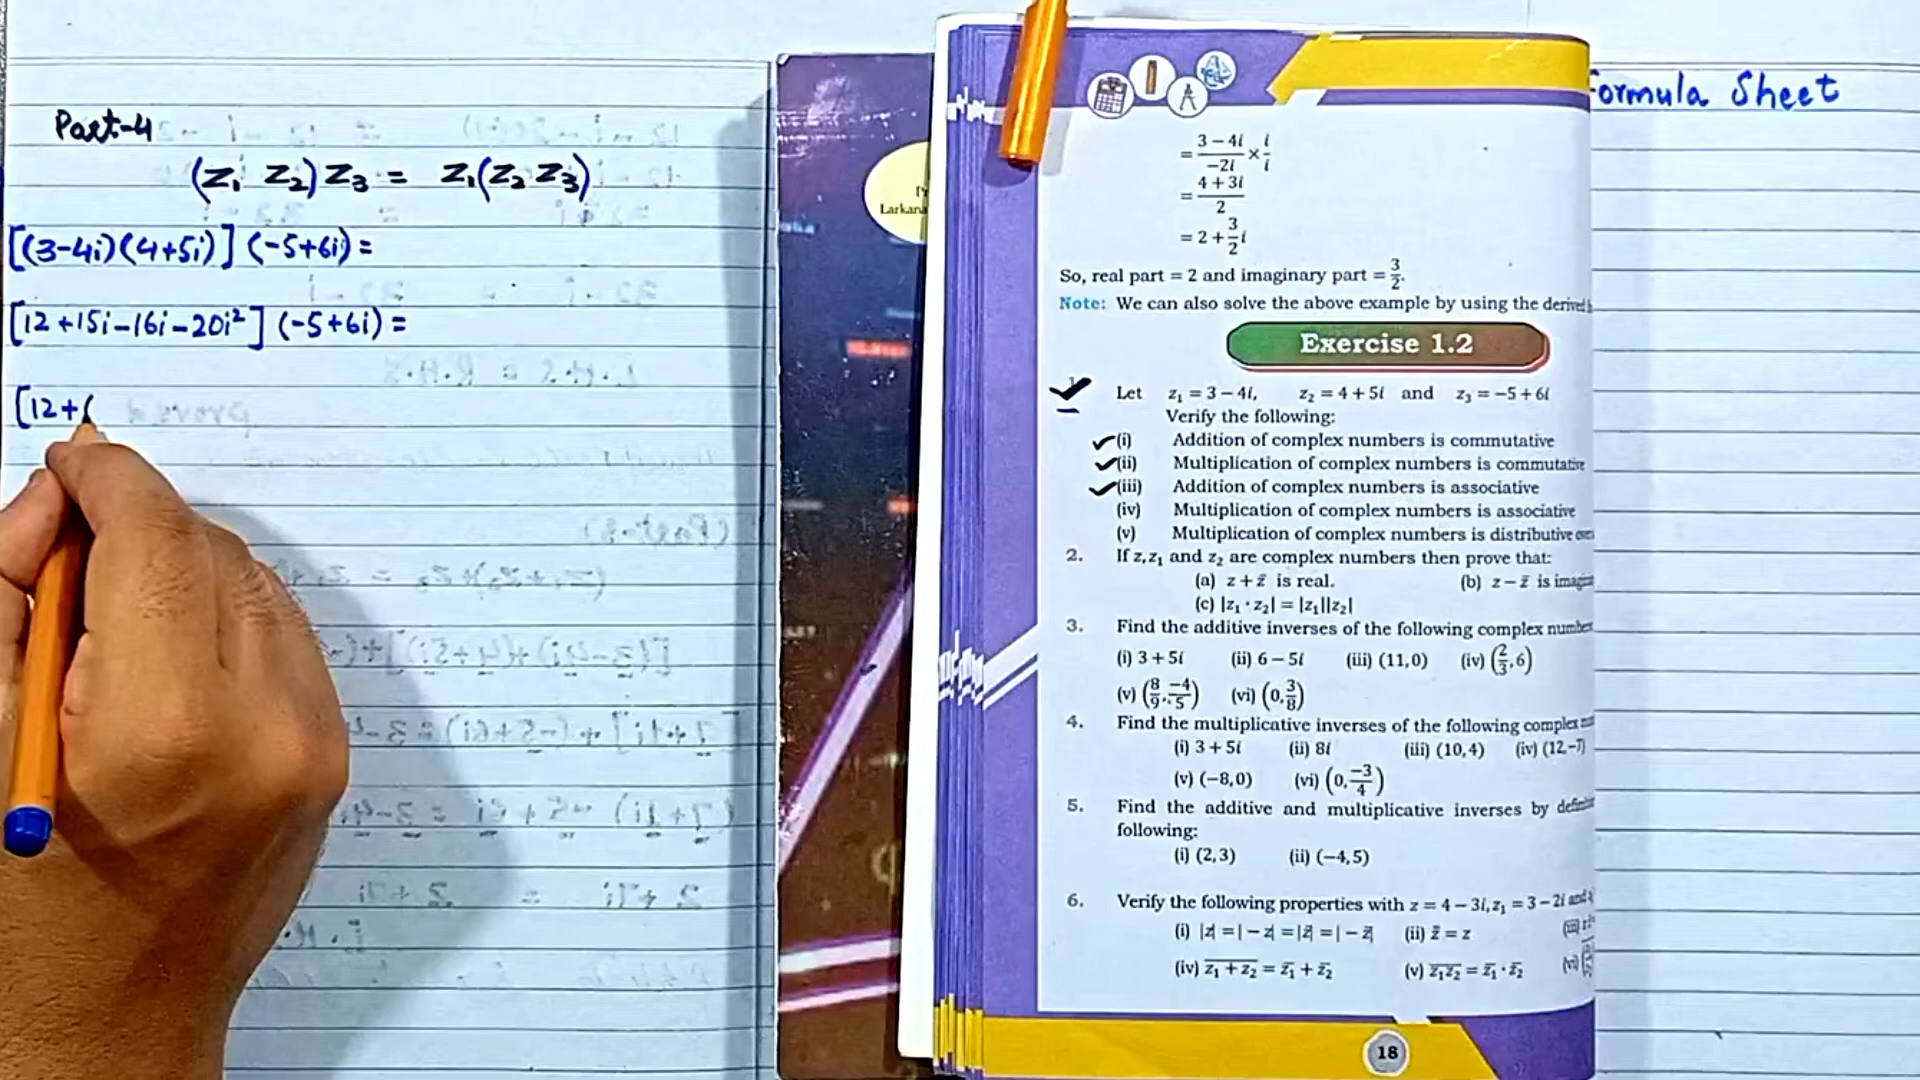 Part-4
(Z₁ Z₂) Z₃ = Z₁(Z₂ Z₃)
[(3-4i)(4+5i)] (-5+6i) =
[12+15i-16i-20i²] (-5+6i) =
[12+(
Larkana
= 3 − 4i / −2i × i / i
= 4 + 3i / 2
= 2 + 3/2 i
So, real part = 2 and imaginary part = 3/2.
Note: We can also solve the above example by using the derived
Exercise 1.2
Let z₁ = 3 − 4i, z₂ = 4 + 5i and z₃ = −5 + 6i
Verify the following:
(i) Addition of complex numbers is commutative
(ii) Multiplication of complex numbers is commutative
(iii) Addition of complex numbers is associative
(iv) Multiplication of complex numbers is associative
(v) Multiplication of complex numbers is distributive
2. If z, z₁ and z₂ are complex numbers then prove that:
(a) z + z̄ is real. (b) z − z̄ is
(c) |z₁ · z₂| = |z₁||z₂|
3. Find the additive inverses of the following complex
(i) 3 + 5i (ii) 6 − 5i (iii) (11,0) (iv) (2/3, 6)
(v) (8/9, −4/5) (vi) (0, 3/8)
4. Find the multiplicative inverses of the following complex
(i) 3 + 5i (ii) 8i (iii) (10,4) (iv) (12,−7)
(v) (−8,0) (vi) (0, −3/4)
5. Find the additive and multiplicative inverses by
following:
(i) (2,3) (ii) (−4,5)
6. Verify the following properties with z = 4 − 3i, z₁ = 3 − 2i and
(i) |z| = |− z| = |z̄| = |− z̄| (ii) z̿ = z
(iv) z₁ + z₂‾ = z̄₁ + z̄₂ (v) z₁z₂‾ = z̄₁ · z̄₂ (vi)
18
Formula Sheet